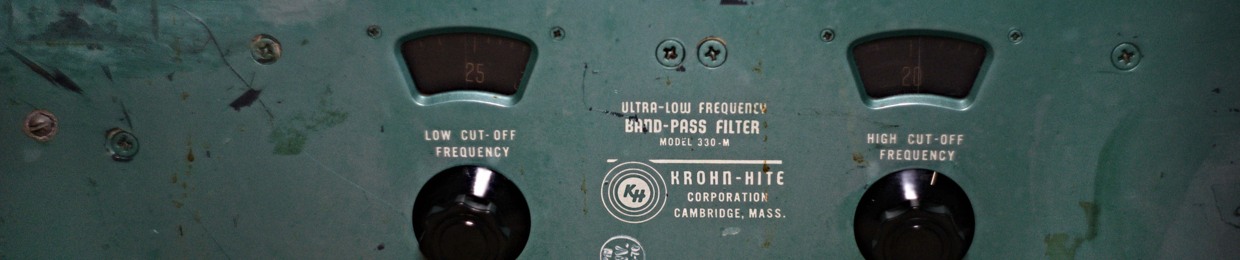 25
20
LOW CUT-OFF
FREQUENCY
ULTRA-LOW FREQUENCY
BAND-PASS FILTER
MODEL 330-M
HIGH CUT-OFF
FREQUENCY
KH
KROHN-HITE
CORPORATION
CAMBRIDGE, MASS.